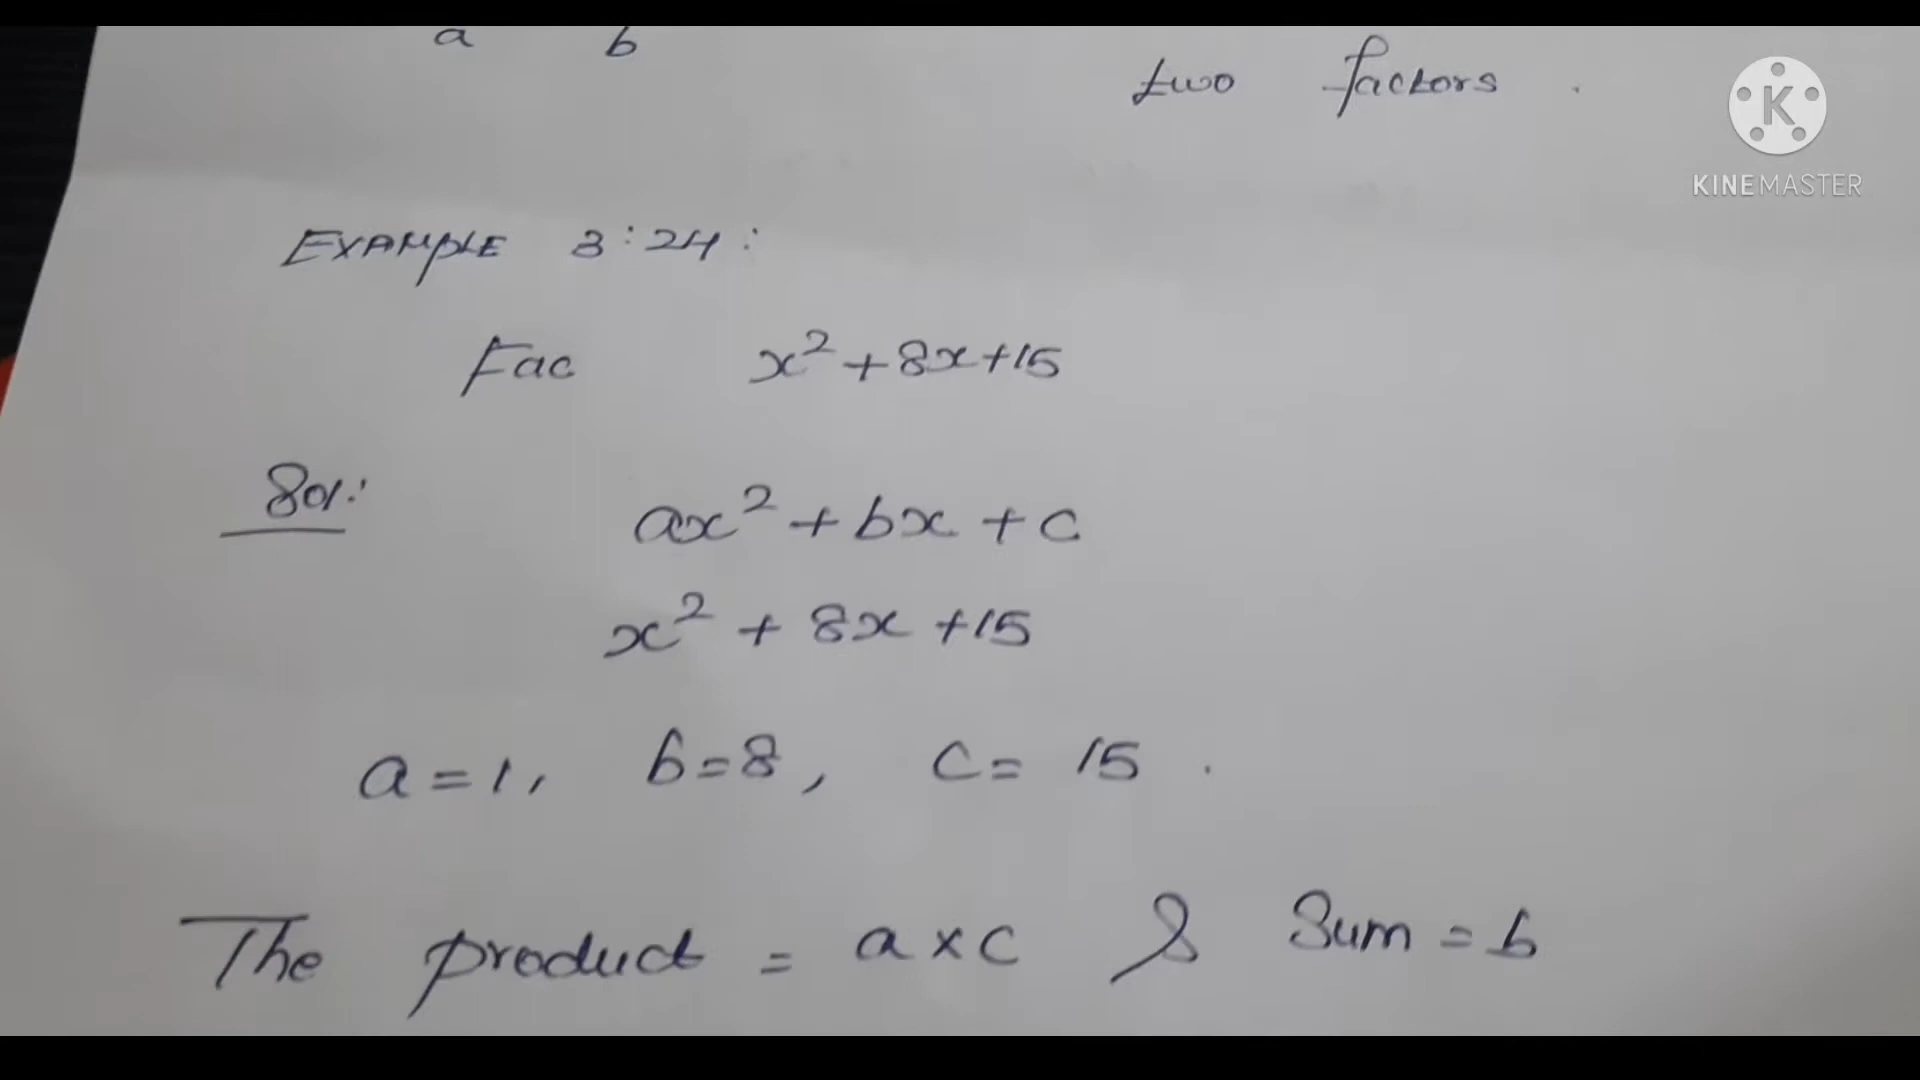 a b
two factors.
K
KINEMASTER
EXAMPLE 3:24:
Fac x² + 8x + 15
Sol:
ax² + bx + c
x² + 8x + 15
a = 1, b = 8, c = 15.
The product = a × c & Sum = b